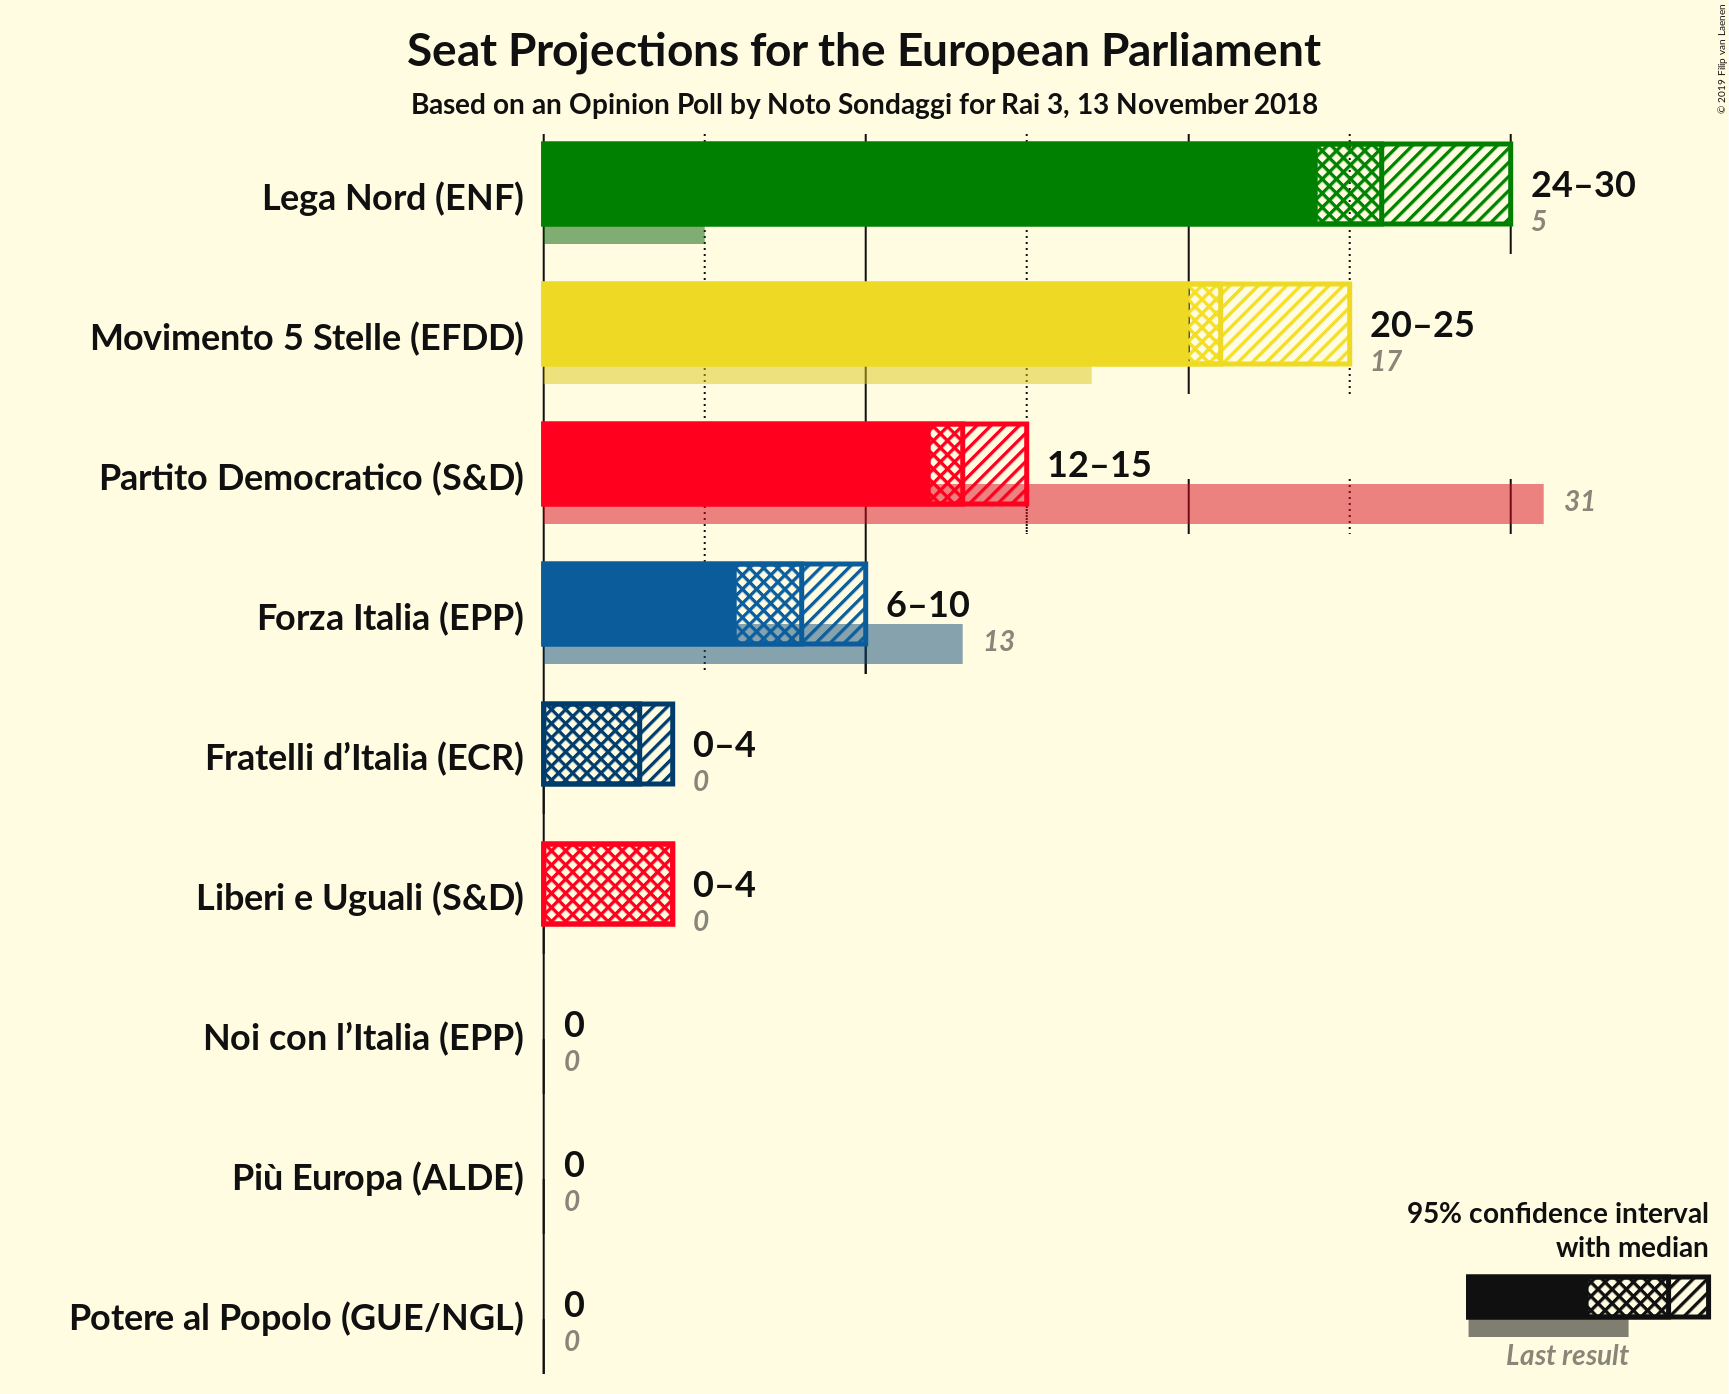 Seat Projections for the European Parliament
Based on an Opinion Poll by Noto Sondaggi for Rai 3, 13 November 2018
© 2019 Filip van Laenen
Lega Nord (ENF)
24–30
5
Movimento 5 Stelle (EFDD)
20–25
17
Partito Democratico (S&D)
12–15
31
Forza Italia (EPP)
6–10
13
Fratelli d’Italia (ECR)
0–4
0
Liberi e Uguali (S&D)
0–4
0
Noi con l’Italia (EPP)
0
0
Più Europa (ALDE)
0
0
Potere al Popolo (GUE/NGL)
0
0
95% confidence interval
with median
Last result